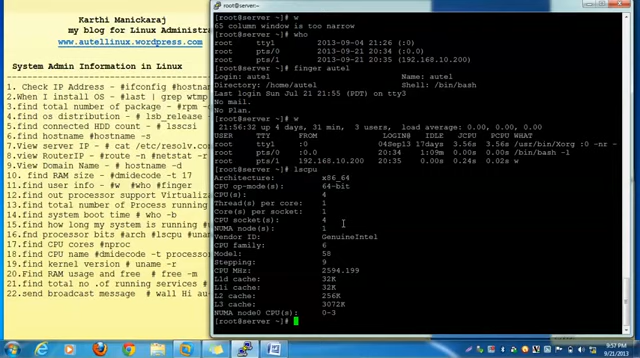 Karthi Manickaraj
my blog for Linux Admin
www.autellinux.wordpress.com
System Admin Information in Linux
1. Check IP Address - #ifconfig #hostnam
2.When I install OS - #last | grep wtmp
3.find total number of package - #rpm -
4.find os distribution - # lsb_release -
5.find connected HDD count - # lsscsi
6.find hostname #hostname -s
7.View server IP - # cat /etc/resolv.con
8.view RouterIP - #route -n #netstat -r
9.View Domain Name - # hostname -d
10. find RAM size - #dmidecode -t 17
11.find user info - #w #who #finger
12.find out processor support Virtualiza
13.find total number of Process running
14.find system boot time # who -b
15.find how long my system is running #u
16.find processor bits #arch #lscpu #unam
17.find CPU cores #nproc
18.find CPU name #dmidecode -t processor
19.find kernel version # uname -r
20.Find RAM usage and free # free -m
21.find total no .of running services #
22.send broadcast message # wall Hi au
root@server:~
[root@server ~]# w
65 column window is too narrow
[root@server ~]# who
root tty1 2013-09-04 21:26 (:0)
root pts/0 2013-09-21 20:34 (:0.0)
root pts/1 2013-09-21 20:35 (192.168.10.200)
[root@server ~]# finger autel
Login: autel Name: autel
Directory: /home/autel Shell: /bin/bash
Last login Sun Jul 21 21:55 (PDT) on tty3
No mail.
No Plan.
[root@server ~]# w
21:56:32 up 4 days, 31 min, 3 users, load average: 0.00, 0.00, 0.00
USER TTY FROM LOGIN@ IDLE JCPU PCPU WHAT
root tty1 :0 04Sep13 17days 3.56s 3.56s /usr/bin/Xorg :0 -nr -
root pts/0 :0.0 20:34 1:09m 0.00s 0.00s /bin/bash -l
root pts/1 192.168.10.200 20:35 0.00s 0.24s 0.02s w
[root@server ~]# lscpu
Architecture: x86_64
CPU op-mode(s): 64-bit
CPU(s): 4
Thread(s) per core: 1
Core(s) per socket: 1
CPU socket(s): 4
NUMA node(s): 1
Vendor ID: GenuineIntel
CPU family: 6
Model: 58
Stepping: 9
CPU MHz: 2594.199
L1d cache: 32K
L1i cache: 32K
L2 cache: 256K
L3 cache: 3072K
NUMA node0 CPU(s): 0-3
[root@server ~]#
9:57 PM
9/21/2013